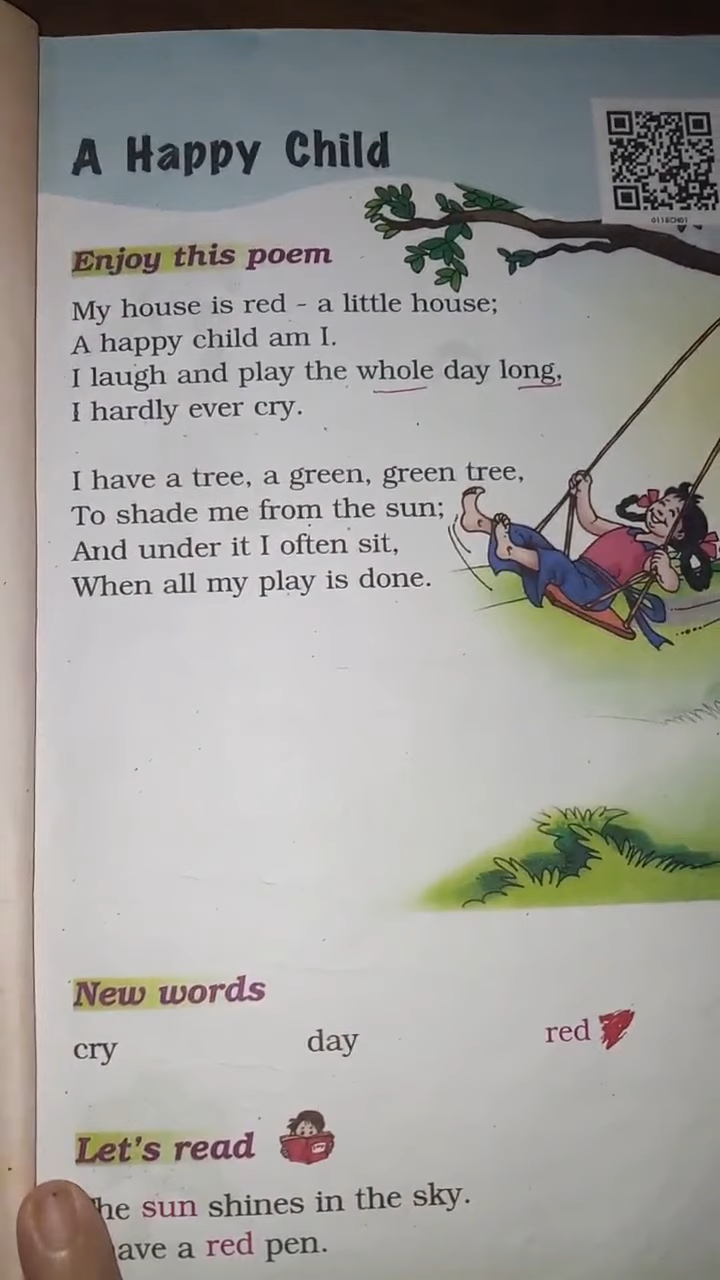 A Happy Child
0118CH01
Enjoy this poem
My house is red - a little house;
A happy child am I.
I laugh and play the whole day long,
I hardly ever cry.
I have a tree, a green, green tree,
To shade me from the sun;
And under it I often sit,
When all my play is done.
New words
cry day red
Let's read
he sun shines in the sky.
ave a red pen.